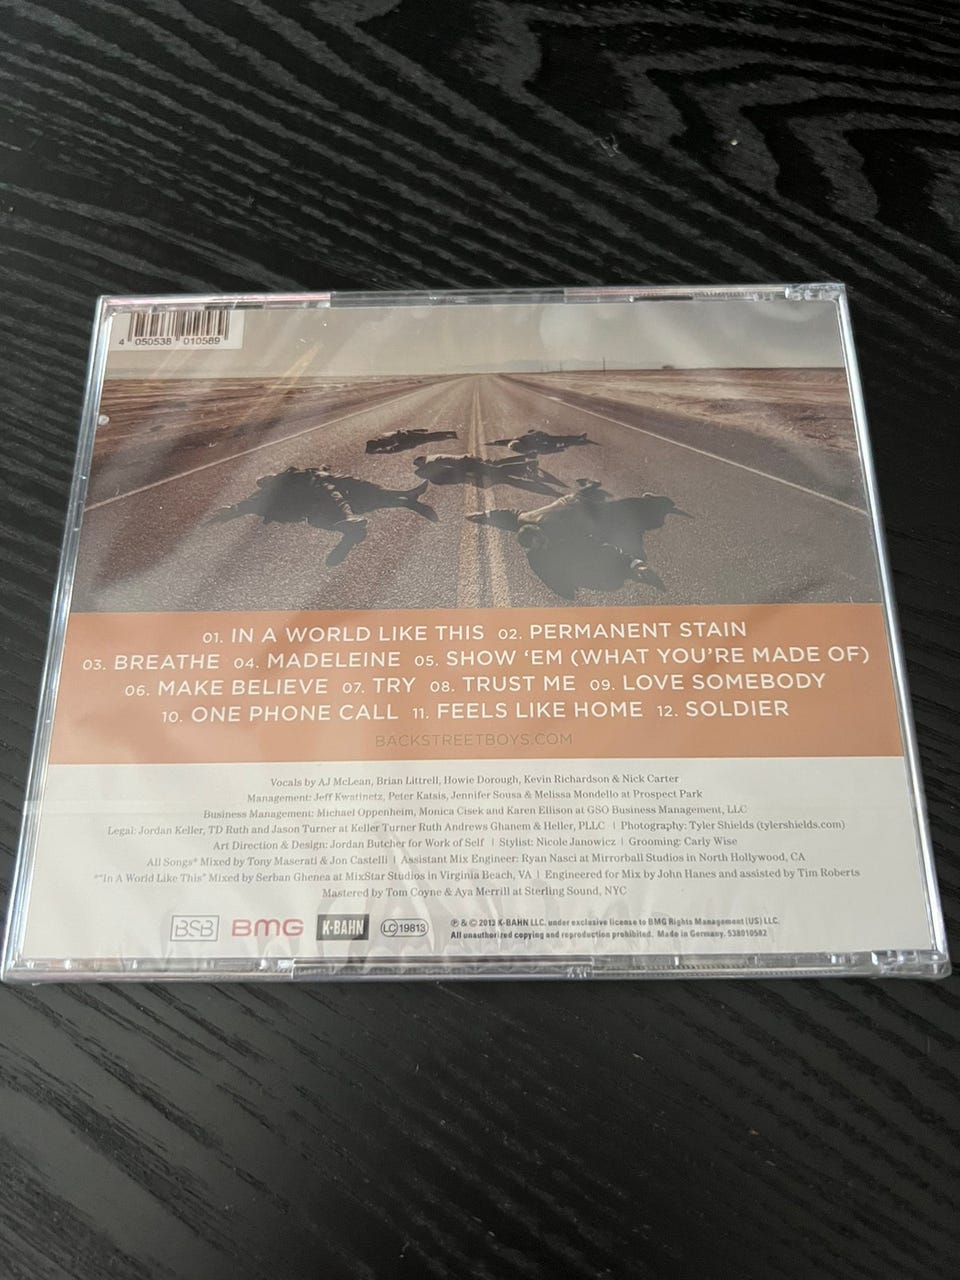 4 050538 010589
01. IN A WORLD LIKE THIS 02. PERMANENT STAIN
03. BREATHE 04. MADELEINE 05. SHOW ‘EM (WHAT YOU’RE MADE OF)
06. MAKE BELIEVE 07. TRY 08. TRUST ME 09. LOVE SOMEBODY
10. ONE PHONE CALL 11. FEELS LIKE HOME 12. SOLDIER
BACKSTREETBOYS.COM
Vocals by AJ McLean, Brian Littrell, Howie Dorough, Kevin Richardson & Nick Carter
Management: Jeff Kwatinetz, Peter Katsis, Jennifer Sousa & Melissa Mondello at Prospect Park
Business Management: Michael Oppenheim, Monica Cisek and Karen Ellison at GSO Business Management, LLC
Legal: Jordan Keller, TD Ruth and Jason Turner at Keller Turner Ruth Andrews Ghanem & Heller, PLLC | Photography: Tyler Shields (tylershields.com)
Art Direction & Design: Jordan Butcher for Work of Self | Stylist: Nicole Janowicz | Grooming: Carly Wise
All Songs* Mixed by Tony Maserati & Jon Castelli | Assistant Mix Engineer: Ryan Nasci at Mirrorball Studios in North Hollywood, CA
*"In A World Like This" Mixed by Serban Ghenea at MixStar Studios in Virginia Beach, VA | Engineered for Mix by John Hanes and assisted by Tim Roberts
Mastered by Tom Coyne & Aya Merrill at Sterling Sound, NYC
BSB BMG K-BAHN LC 19813
℗ & © 2013 K-BAHN LLC. under exclusive license to BMG Rights Management (US) LLC.
All unauthorized copying and reproduction prohibited. Made in Germany. 538010582